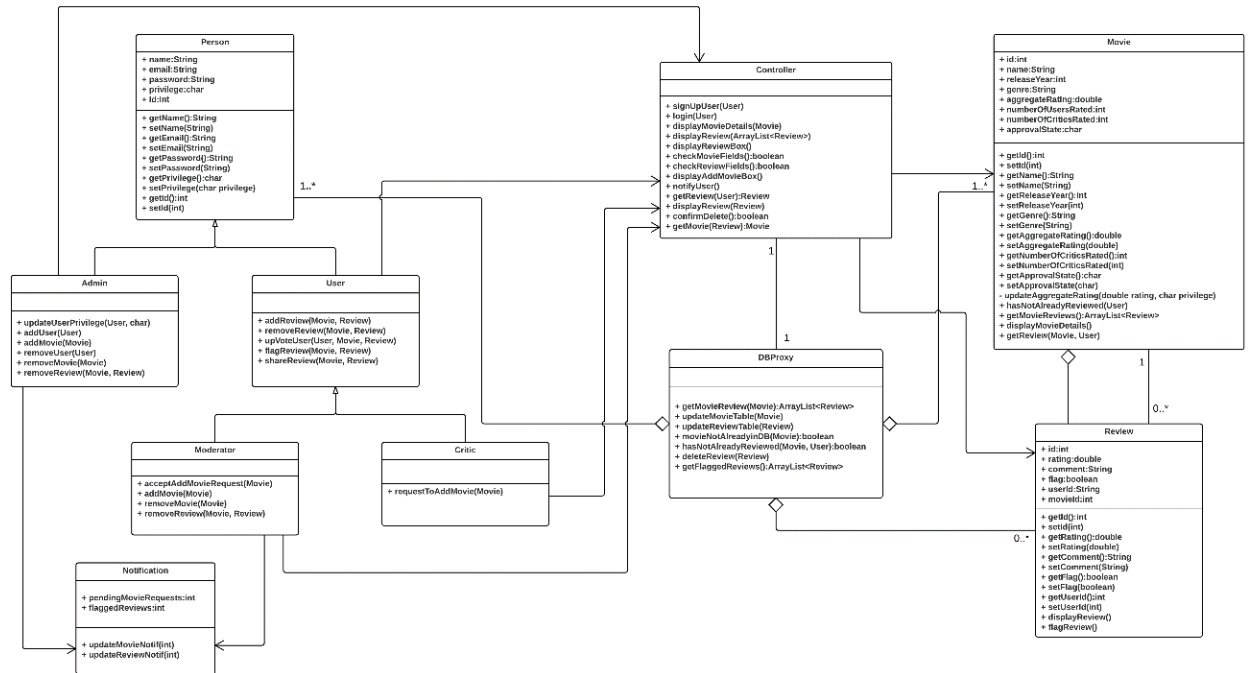 Person
+ name:String
+ email:String
+ password:String
+ privilege:char
+ id:int
+ getName():String
+ setName(String)
+ getEmail():String
+ setEmail(String)
+ getPassword():String
+ setPassword(String)
+ getPrivilege():char
+ setPrivilege(char privilege)
+ getId():int
+ setId(int)
1..*
Controller
+ signUpUser(User)
+ login(User)
+ displayMovieDetails(Movie)
+ displayReview(ArrayList<Review>)
+ displayReviewBox()
+ checkMovieFields():boolean
+ checkReviewFields():boolean
+ displayAddMovieBox()
+ notifyUser()
+ getReview(User):Review
+ displayReview(Review)
+ confirmDelete():boolean
+ getMovie(Review):Movie
1
1
1..*
Movie
+ id:int
+ name:String
+ releaseYear:int
+ genre:String
+ aggregateRating:double
+ numberOfUsersRated:int
+ numberOfCriticsRated:int
+ approvalState:char
+ getId():int
+ setId(int)
+ getName():String
+ setName(String)
+ getReleaseYear():int
+ setReleaseYear(int)
+ getGenre():String
+ setGenre(String)
+ getAggregateRating():double
+ setAggregateRating(double)
+ getNumberOfCriticsRated():int
+ setNumberOfCriticsRated(int)
+ getApprovalState():char
+ setApprovalState(char)
- updateAggregateRating(double rating, char privilege)
+ hasNotAlreadyReviewed(User)
+ getMovieReviews():ArrayList<Review>
+ displayMovieDetails()
+ getReview(Movie, User)
1
0..*
Admin
+ updateUserPrivilege(User, char)
+ addUser(User)
+ addMovie(Movie)
+ removeUser(User)
+ removeMovie(Movie)
+ removeReview(Movie, Review)
User
+ addReview(Movie, Review)
+ removeReview(Movie, Review)
+ upVoteUser(User, Movie, Review)
+ flagReview(Movie, Review)
+ shareReview(Movie, Review)
DBProxy
+ getMovieReview(Movie):ArrayList<Review>
+ updateMovieTable(Movie)
+ updateReviewTable(Review)
+ movieNotAlreadyinDB(Movie):boolean
+ hasNotAlreadyReviewed(Movie, User):boolean
+ deleteReview(Review)
+ getFlaggedReviews():ArrayList<Review>
0..*
Review
+ id:int
+ rating:double
+ comment:String
+ flag:boolean
+ userId:String
+ movieId:int
+ getId():int
+ setId(int)
+ getRating():double
+ setRating(double)
+ getComment():String
+ setComment(String)
+ getFlag():boolean
+ setFlag(boolean)
+ getUserId():int
+ setUserId(int)
+ displayReview()
+ flagReview()
Moderator
+ acceptAddMovieRequest(Movie)
+ addMovie(Movie)
+ removeMovie(Movie)
+ removeReview(Movie, Review)
Critic
+ requestToAddMovie(Movie)
Notification
+ pendingMovieRequests:int
+ flaggedReviews:int
+ updateMovieNotif(int)
+ updateReviewNotif(int)